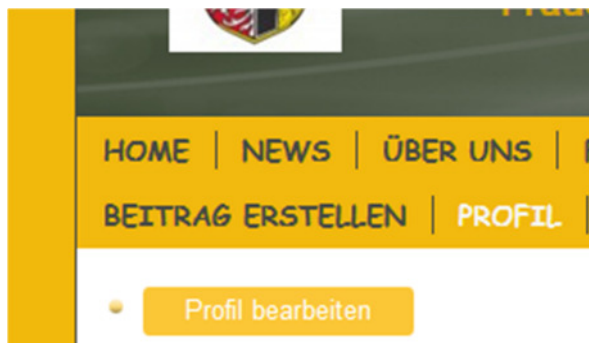 HOME | NEWS | ÜBER UNS |
BEITRAG ERSTELLEN | PROFIL |
Profil bearbeiten